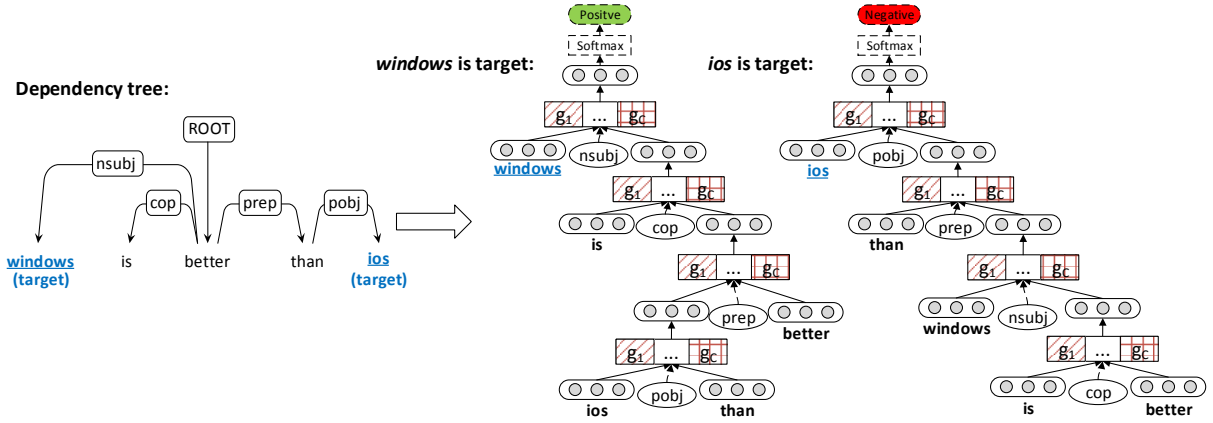 Dependency tree:
ROOT
nsubj
cop
prep
pobj
windows is better than ios
(target) (target)
windows is target:
Positve
Softmax
g1 ... gC
windows nsubj
g1 ... gC
is cop
g1 ... gC
prep better
g1 ... gC
ios pobj than
ios is target:
Negative
Softmax
g1 ... gC
ios pobj
g1 ... gC
than prep
g1 ... gC
windows nsubj
g1 ... gC
is cop better